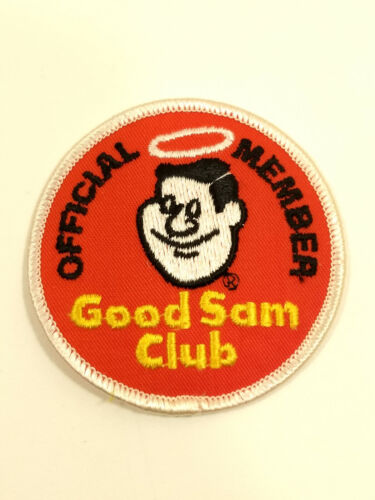 OFFICIAL MEMBER
®
Good Sam
Club